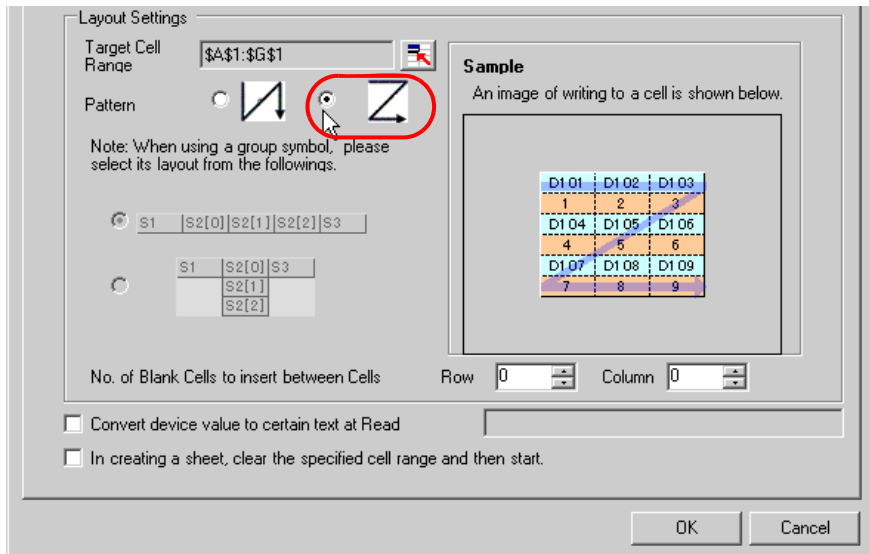 Layout Settings
Target Cell
Range
$A$1:$G$1
Pattern
Note: When using a group symbol, please
select its layout from the followings.
S1 S2[0] S2[1] S2[2] S3
S1 S2[0] S3
S2[1]
S2[2]
Sample
An image of writing to a cell is shown below.
D101 D102 D103
1 2 3
D104 D105 D106
4 5 6
D107 D108 D109
7 8 9
No. of Blank Cells to insert between Cells Row 0 Column 0
Convert device value to certain text at Read
In creating a sheet, clear the specified cell range and then start.
OK Cancel